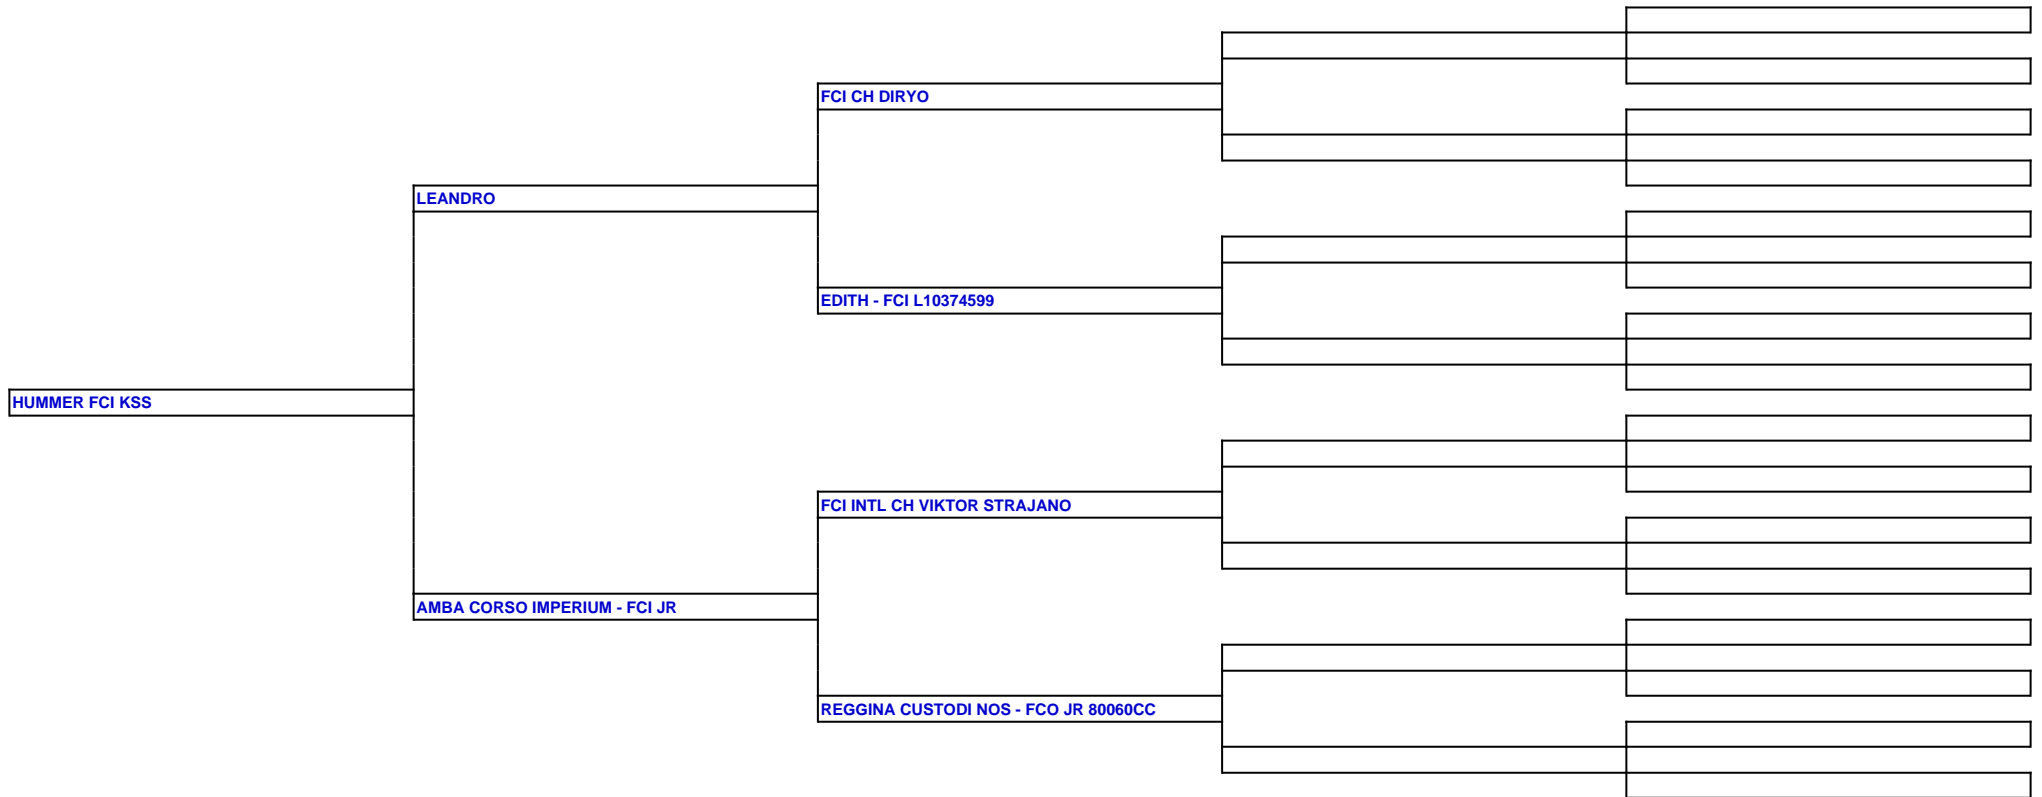 FCI CH DIRYO
LEANDRO
EDITH - FCI L10374599
HUMMER FCI KSS
FCI INTL CH VIKTOR STRAJANO
AMBA CORSO IMPERIUM - FCI JR
REGGINA CUSTODI NOS - FCO JR 80060CC